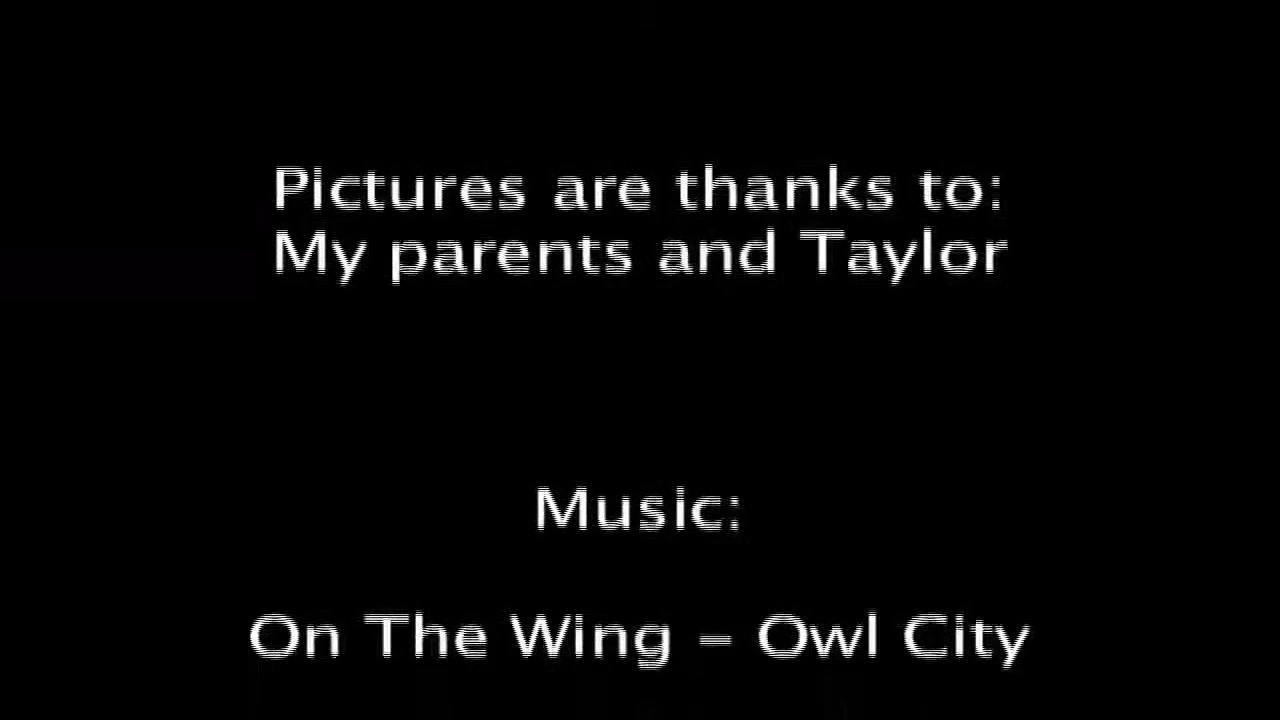 Pictures are thanks to:
My parents and Taylor
Music:
On The Wing – Owl City